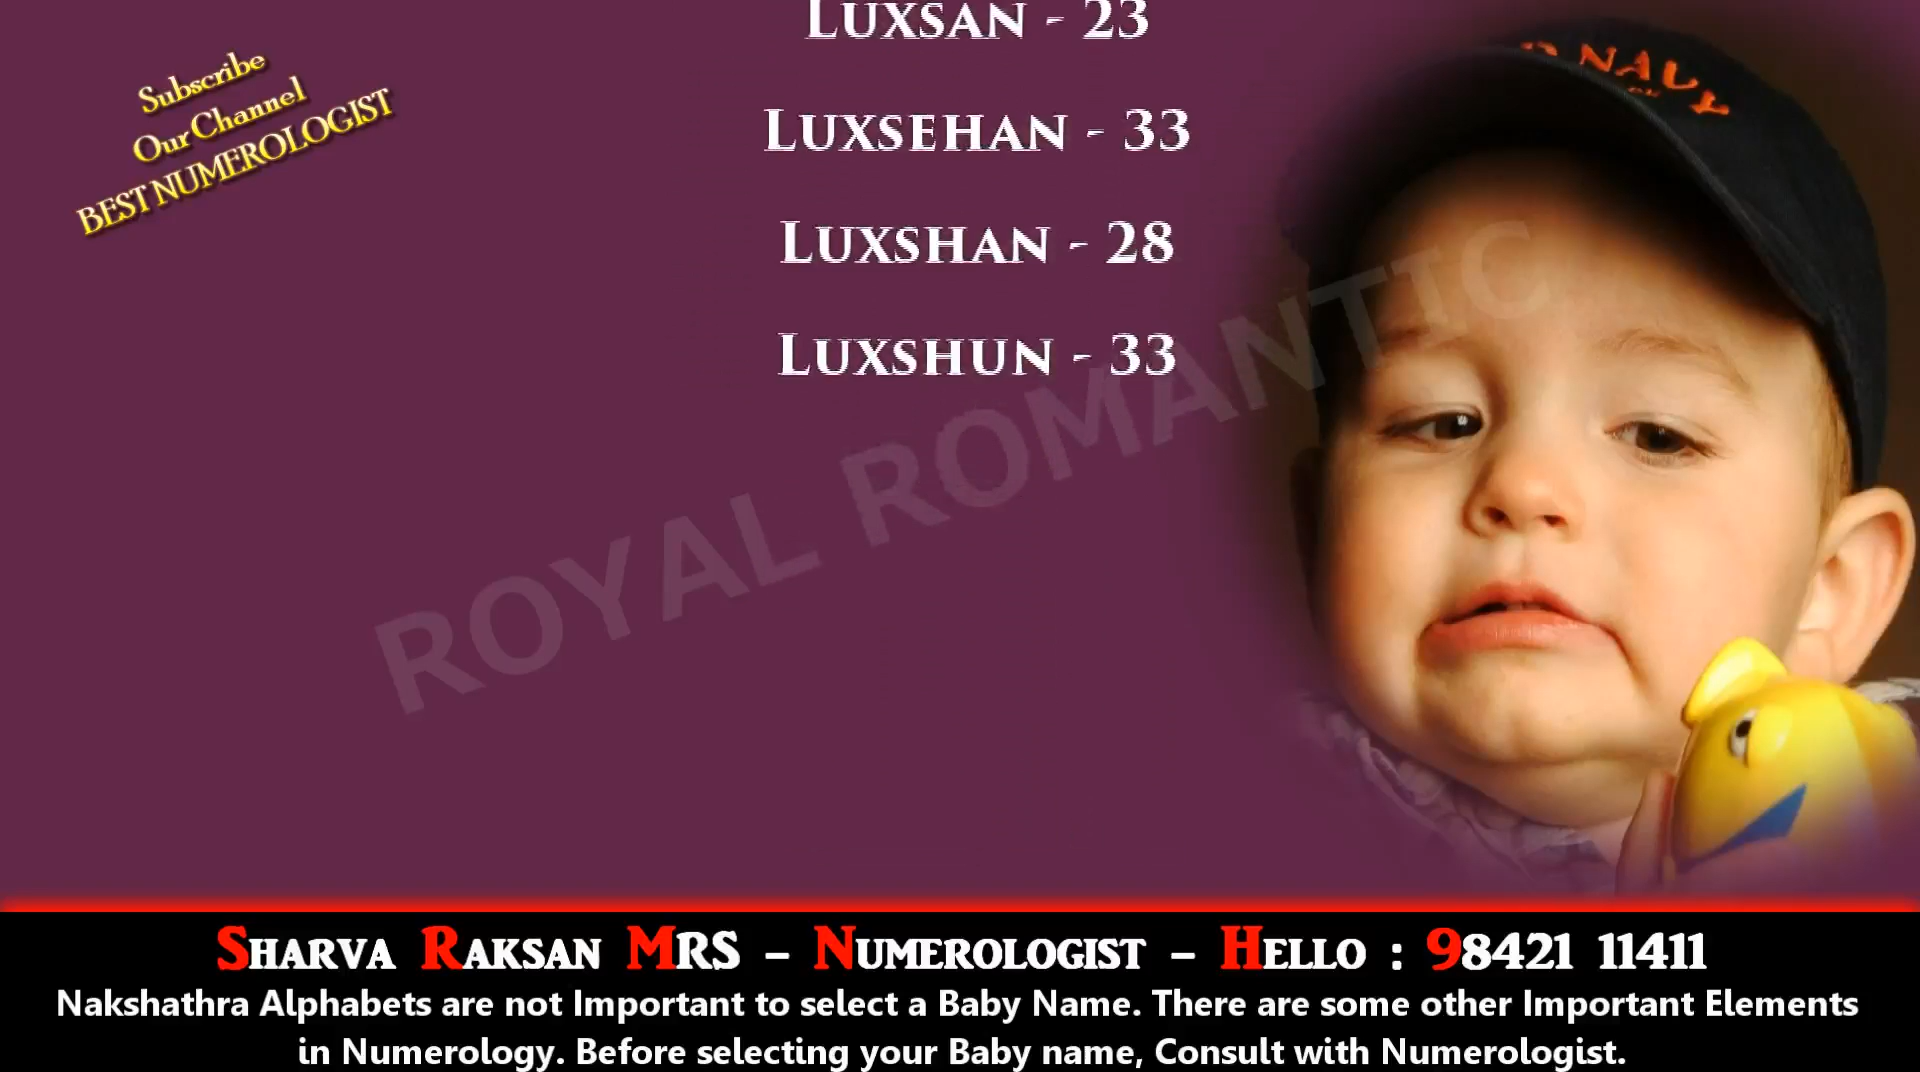 Luxsan - 23
Subscribe
Our Channel
BEST NUMEROLOGIST
Luxsehan - 33
Luxshan - 28
Luxshun - 33
ROYAL ROMANTIC
NAVY
Sharva Raksan MRS – Numerologist – Hello : 98421 11411
Nakshathra Alphabets are not Important to select a Baby Name. There are some other Important Elements
in Numerology. Before selecting your Baby name, Consult with Numerologist.